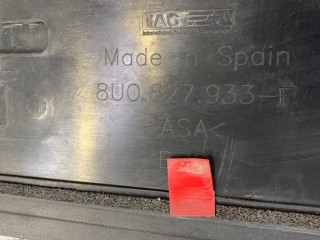 IAC
Made in Spain
8U0.827.933-F
ASA<